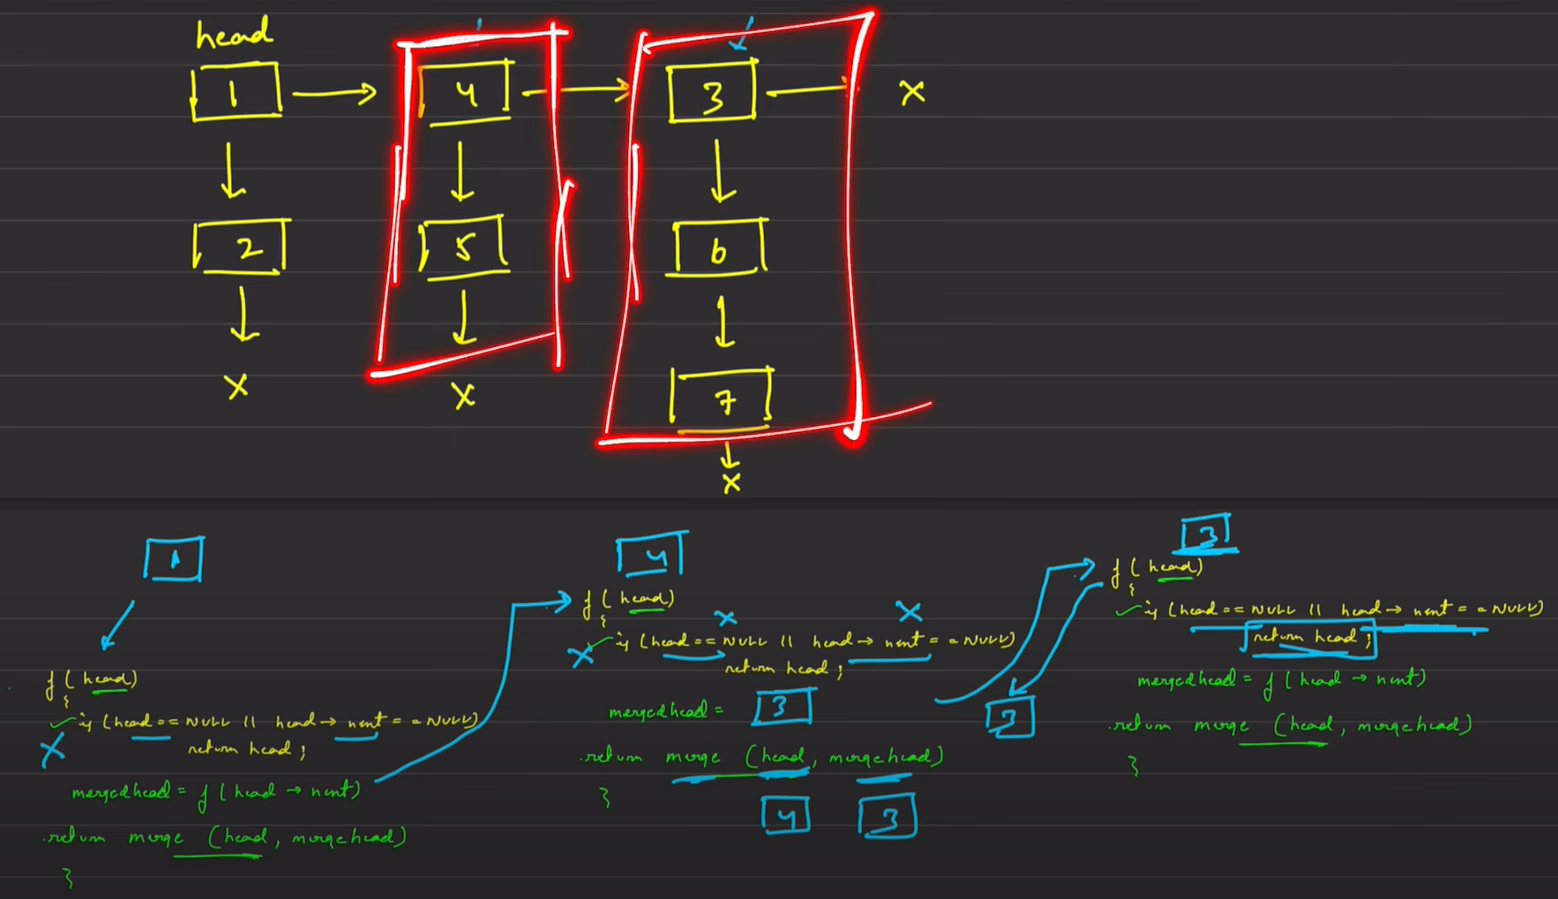 head
1 4 3 x
2 5 6
x x 7
x
1
f (head)
{
if (head == NULL || head → next == NULL)
return head;
mergedhead = f (head → next)
return merge (head, mergehead)
}
4
f (head)
{
x x
x if (head == NULL || head → next == NULL)
return head;
mergedhead = 3
return merge (head, mergehead)
4 3
}
3
f (head)
{
if (head == NULL || head → next == NULL)
return head;
3
mergedhead = f (head → next)
return merge (head, mergehead)
}